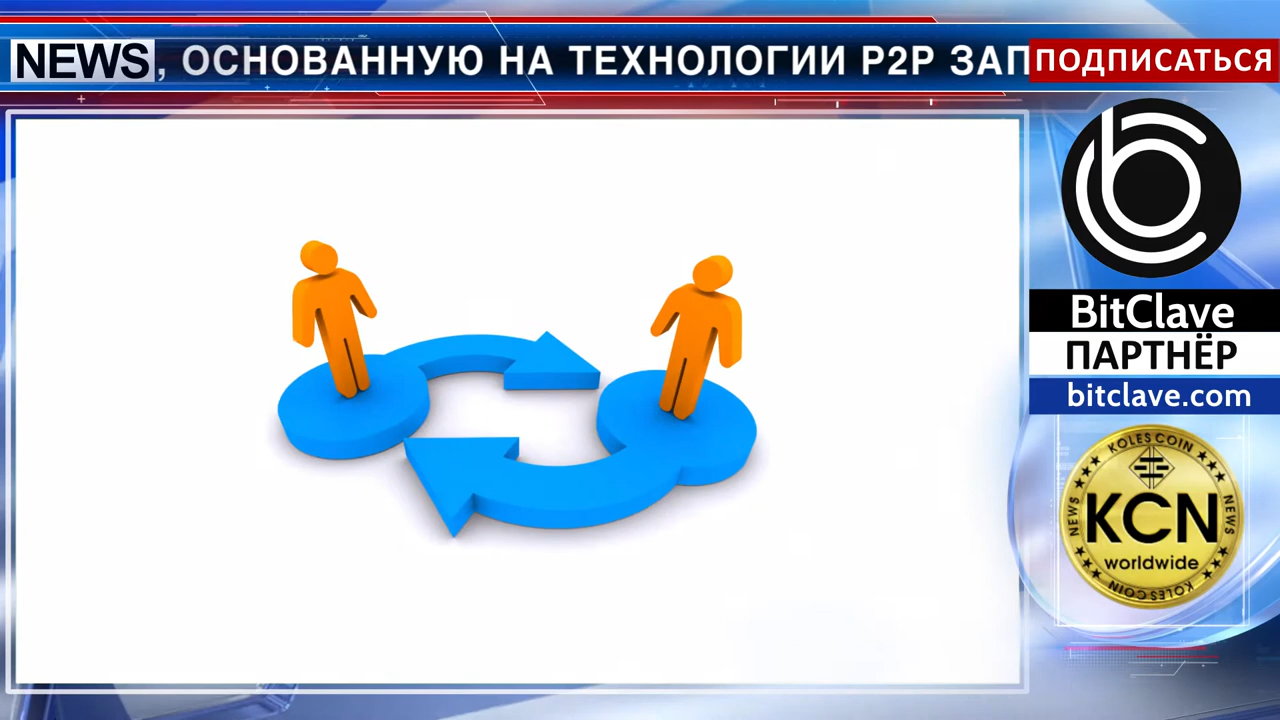 NEWS , ОСНОВАННУЮ НА ТЕХНОЛОГИИ P2P ЗАП ПОДПИСАТЬСЯ
BitClave
ПАРТНЁР
bitclave.com
KOLES COIN
NEWS KCN NEWS
worldwide
KOLES COIN